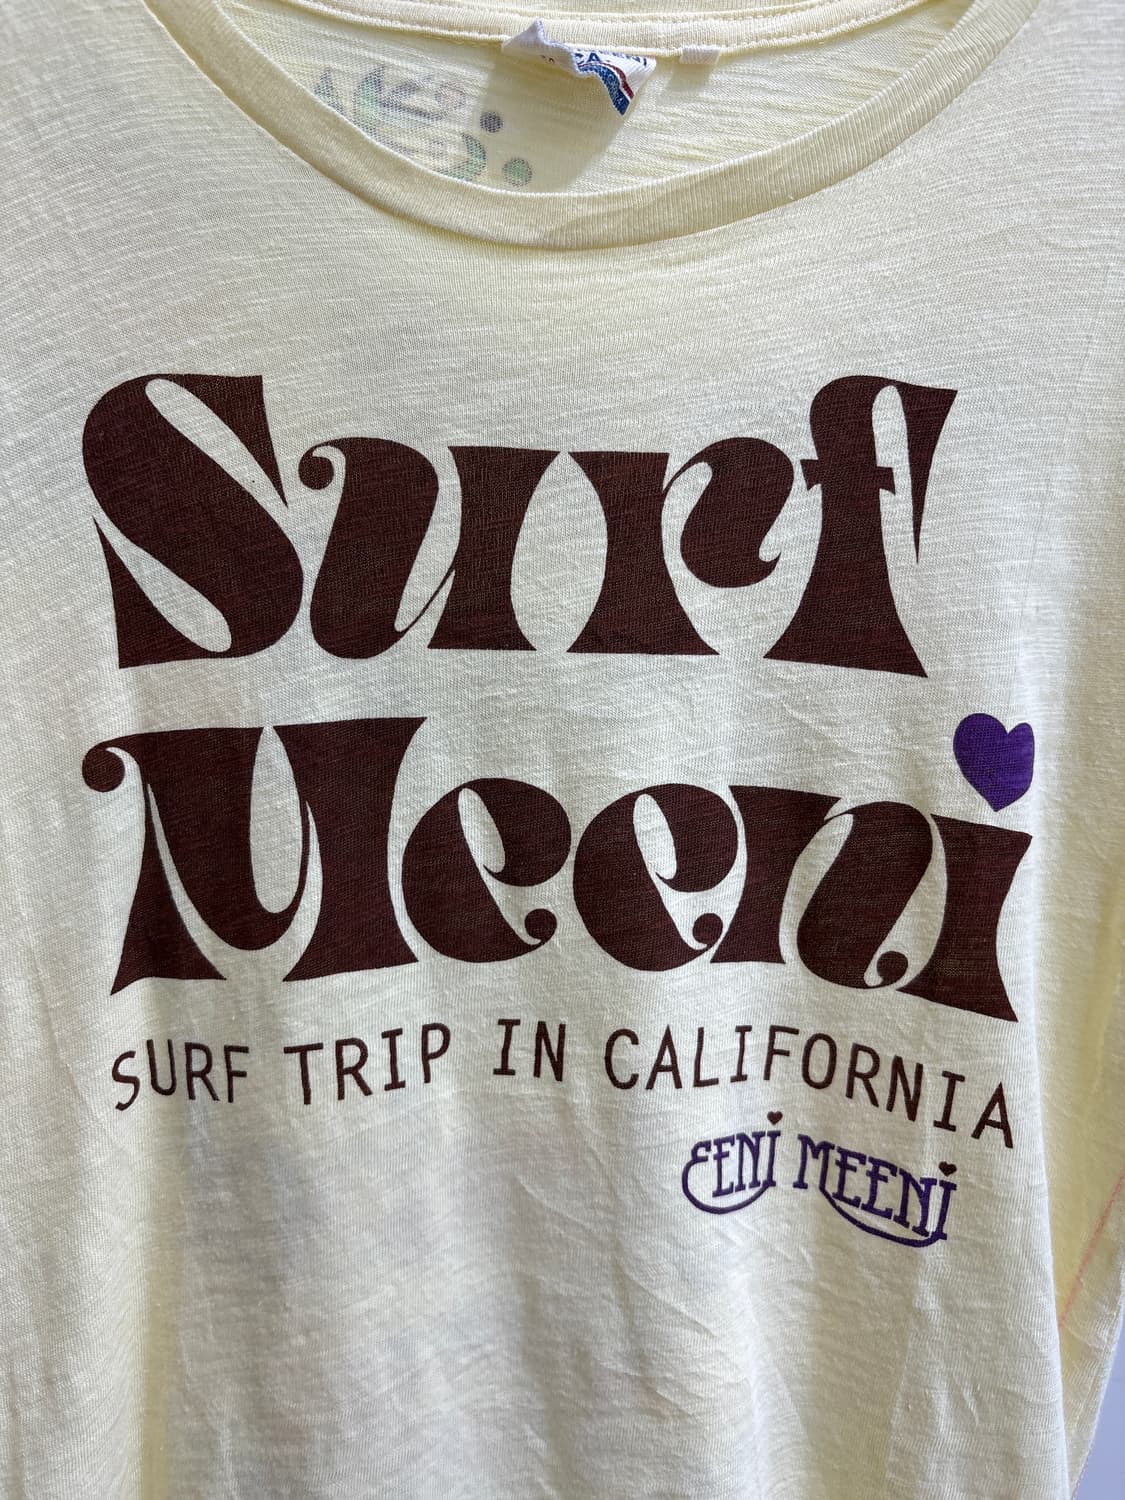 Surf
Meeni
SURF TRIP IN CALIFORNIA
EENI MEENI